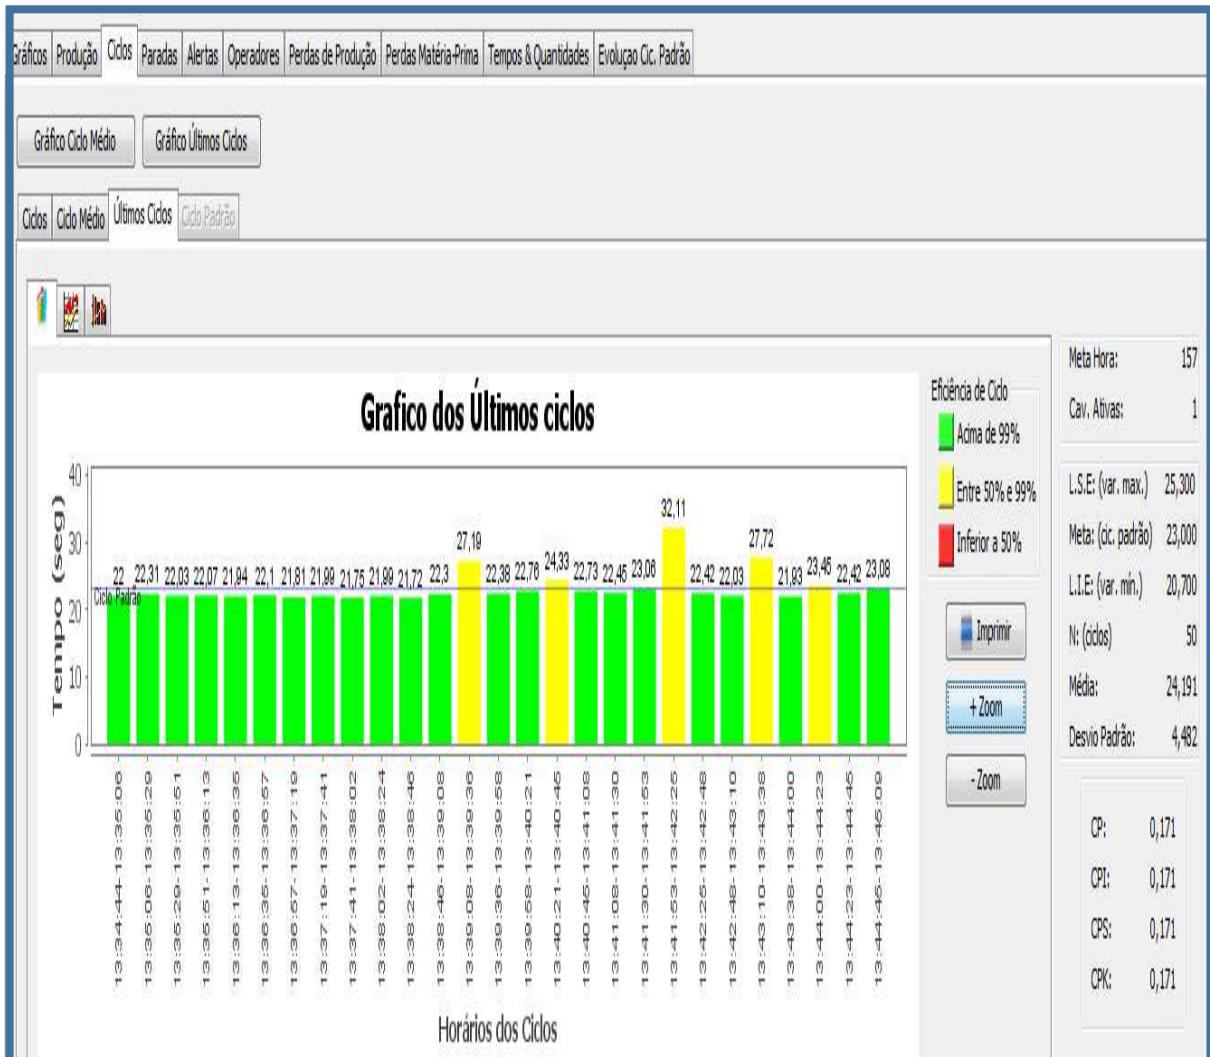 Gráficos Produção Ciclos Paradas Alertas Operadores Perdas de Produção Perdas Matéria-Prima Tempos & Quantidades Evoluçao Cic. Padrão
Gráfico Ciclo Médio Gráfico Últimos Ciclos
Ciclos Ciclo Médio Últimos Ciclos Ciclo Padrão
Grafico dos Últimos ciclos
Tempo (seg)
40
30
20
10
0
Ciclo Padrão
22 22,31 22,03 22,07 21,94 22,1 21,81 21,99 21,75 21,99 21,72 22,3 27,19 22,38 22,76 24,33 22,73 22,45 23,06 32,11 22,42 22,03 27,72 21,83 23,45 22,42 23,08
13:34:44-13:35:06
13:35:06-13:35:29
13:35:29-13:35:51
13:35:51-13:36:13
13:36:13-13:36:35
13:36:35-13:36:57
13:36:57-13:37:19
13:37:19-13:37:41
13:37:41-13:38:02
13:38:02-13:38:24
13:38:24-13:38:46
13:38:46-13:39:08
13:39:08-13:39:36
13:39:36-13:39:58
13:39:58-13:40:21
13:40:21-13:40:45
13:40:45-13:41:08
13:41:08-13:41:30
13:41:30-13:41:53
13:41:53-13:42:25
13:42:25-13:42:48
13:42:48-13:43:10
13:43:10-13:43:38
13:43:38-13:44:00
13:44:00-13:44:23
13:44:23-13:44:45
13:44:45-13:45:09
Horários dos Ciclos
Eficiência de Ciclo
Acima de 99%
Entre 50% e 99%
Inferior a 50%
Imprimir
+ Zoom
- Zoom
Meta Hora: 157
Cav. Ativas: 1
L.S.E: (var. max.) 25,300
Meta: (cic. padrão) 23,000
L.I.E: (var. mín.) 20,700
N: (ciclos) 50
Média: 24,191
Desvio Padrão: 4,482
CP: 0,171
CPI: 0,171
CPS: 0,171
CPK: 0,171